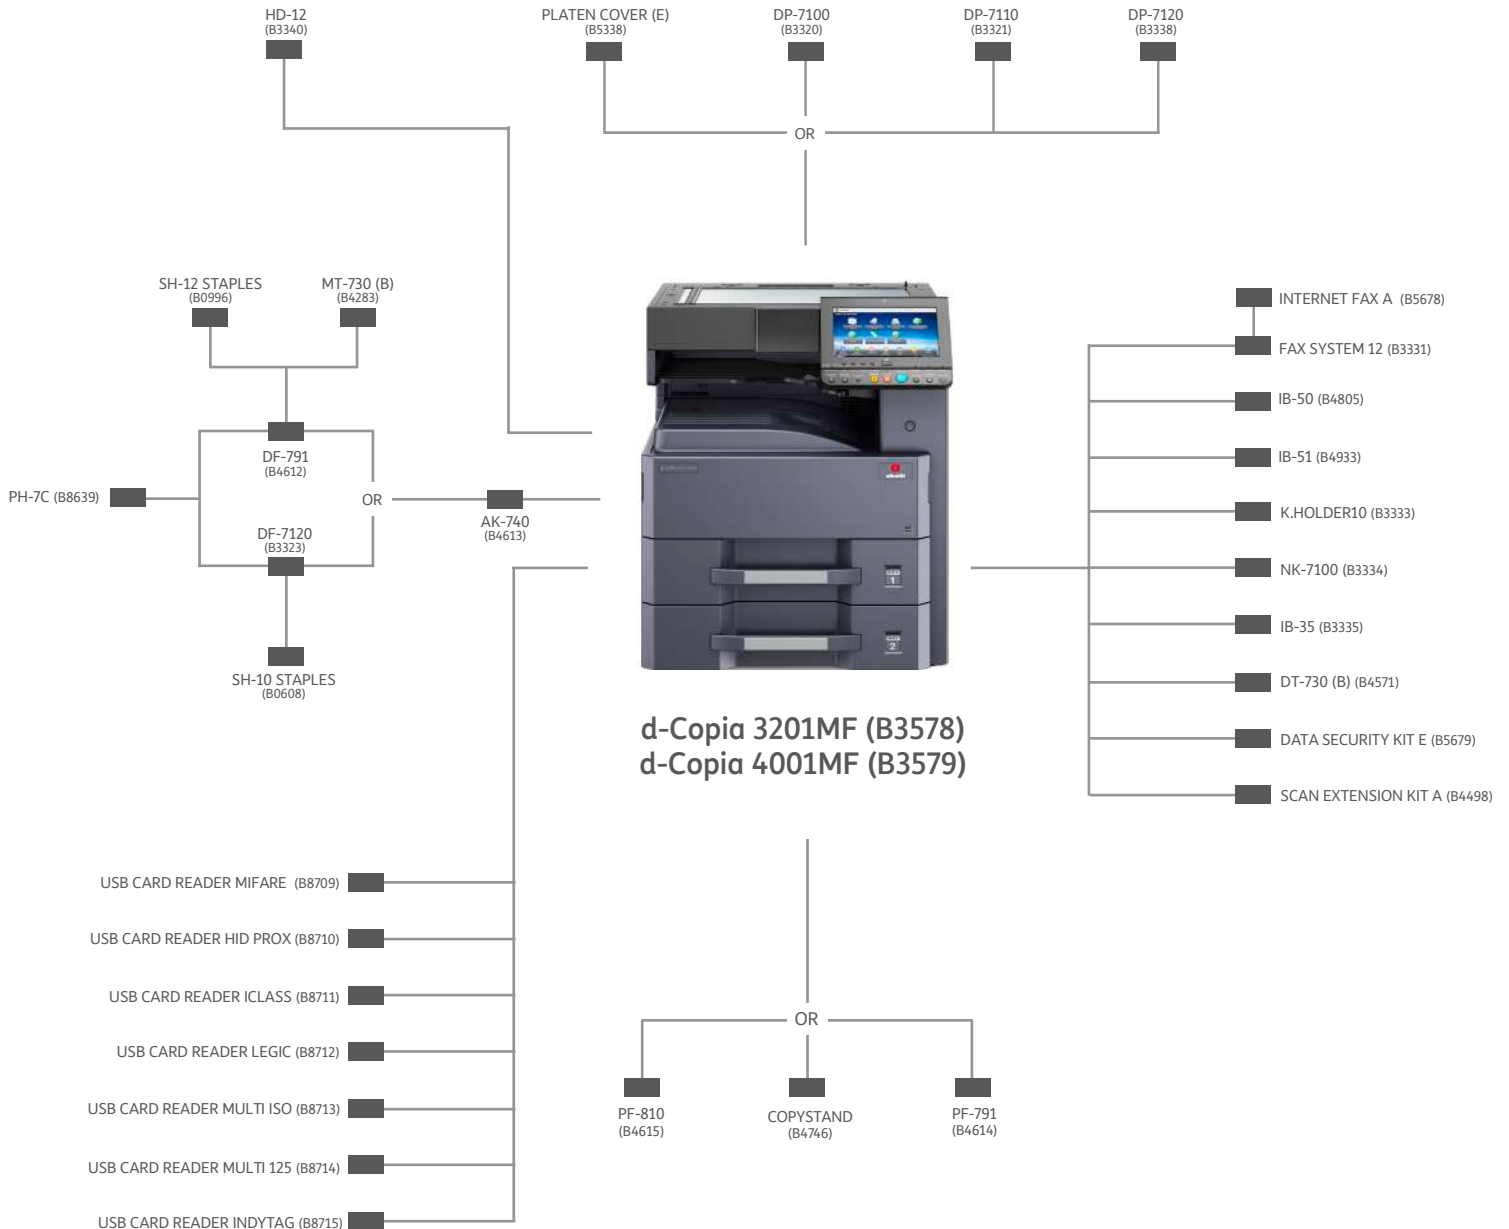 HD-12
(B3340)
PLATEN COVER (E)
(B5338)
DP-7100
(B3320)
DP-7110
(B3321)
DP-7120
(B3338)
OR
SH-12 STAPLES
(B0996)
MT-730 (B)
(B4283)
DF-791
(B4612)
PH-7C (B8639)
OR
AK-740
(B4613)
DF-7120
(B3323)
SH-10 STAPLES
(B0608)
1
2
INTERNET FAX A (B5678)
FAX SYSTEM 12 (B3331)
IB-50 (B4805)
IB-51 (B4933)
K.HOLDER10 (B3333)
NK-7100 (B3334)
IB-35 (B3335)
DT-730 (B) (B4571)
DATA SECURITY KIT E (B5679)
SCAN EXTENSION KIT A (B4498)
d-Copia 3201MF (B3578)
d-Copia 4001MF (B3579)
USB CARD READER MIFARE (B8709)
USB CARD READER HID PROX (B8710)
USB CARD READER ICLASS (B8711)
USB CARD READER LEGIC (B8712)
USB CARD READER MULTI ISO (B8713)
USB CARD READER MULTI 125 (B8714)
USB CARD READER INDYTAG (B8715)
OR
PF-810
(B4615)
COPYSTAND
(B4746)
PF-791
(B4614)